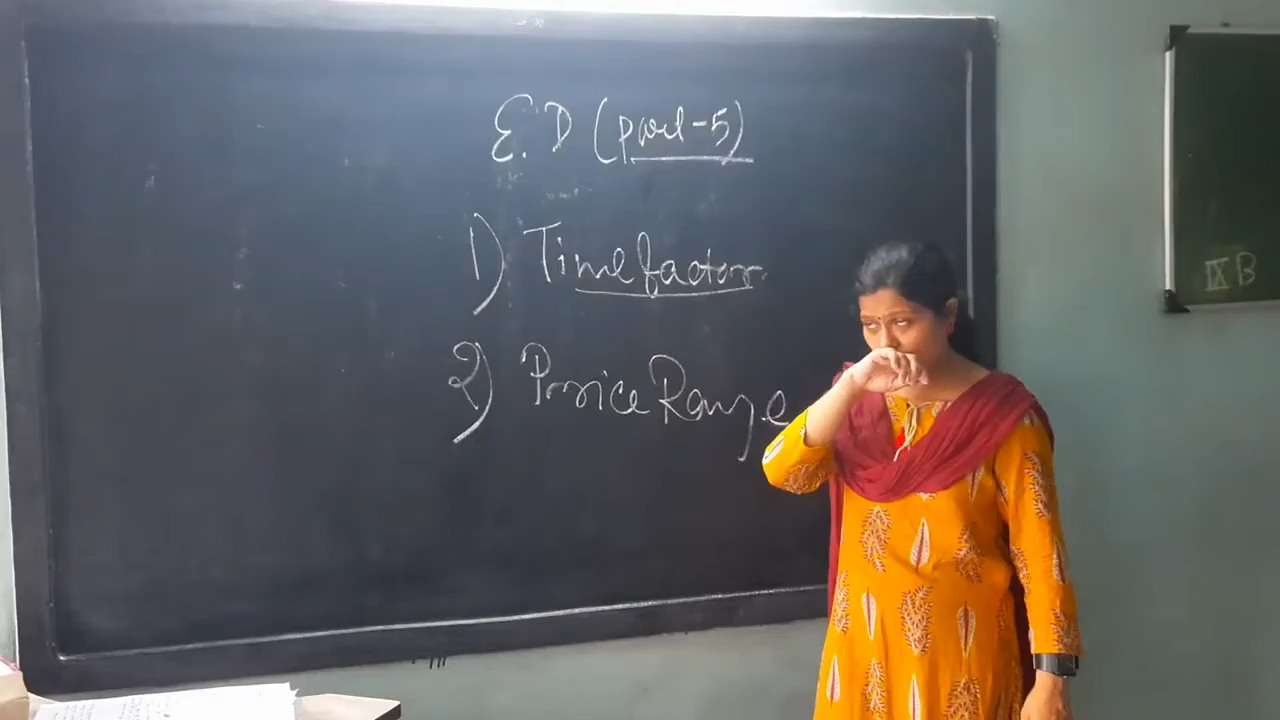 E.D (part-5)
1) Time factor
2) Price Range
IX B